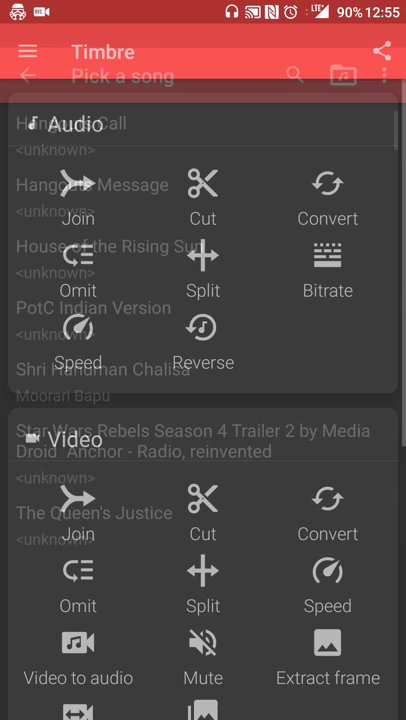 90% 12:55
Timbre
Pick a song
Audio
Hangouts Call
<unknown>
Hangouts Message
<unknown>
Join
Cut
Convert
House of the Rising Sun
<unknown>
Omit
Split
Bitrate
PotC Indian Version
<unknown>
Speed
Reverse
Shri Hanuman Chalisa
Moorari Bapu
Star Wars Rebels Season 4 Trailer 2 by Media
Droid Anchor - Radio, reinvented
<unknown>
Video
The Queen's Justice
<unknown>
Join
Cut
Convert
Omit
Split
Speed
Video to audio
Mute
Extract frame